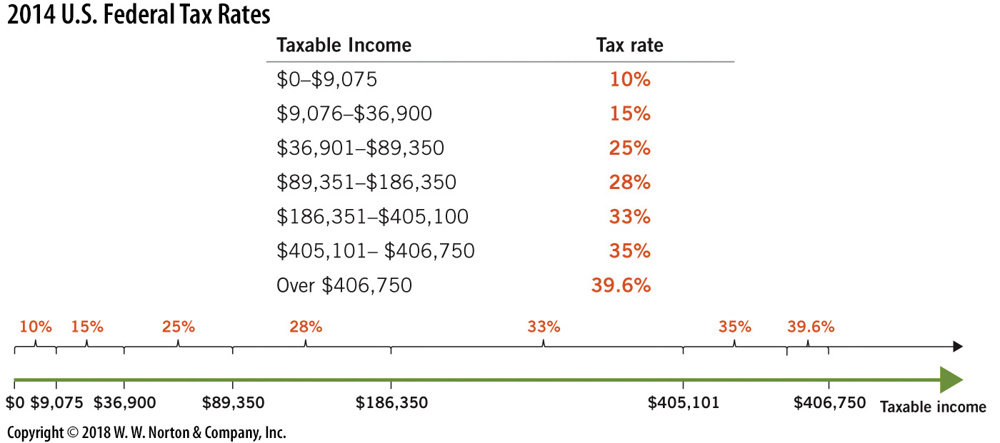 2014 U.S. Federal Tax Rates
Taxable Income Tax rate
$0–$9,075 10%
$9,076–$36,900 15%
$36,901–$89,350 25%
$89,351–$186,350 28%
$186,351–$405,100 33%
$405,101– $406,750 35%
Over $406,750 39.6%
10% 15% 25% 28% 33% 35% 39.6%
$0 $9,075 $36,900 $89,350 $186,350 $405,101 $406,750 Taxable income
Copyright © 2018 W. W. Norton & Company, Inc.